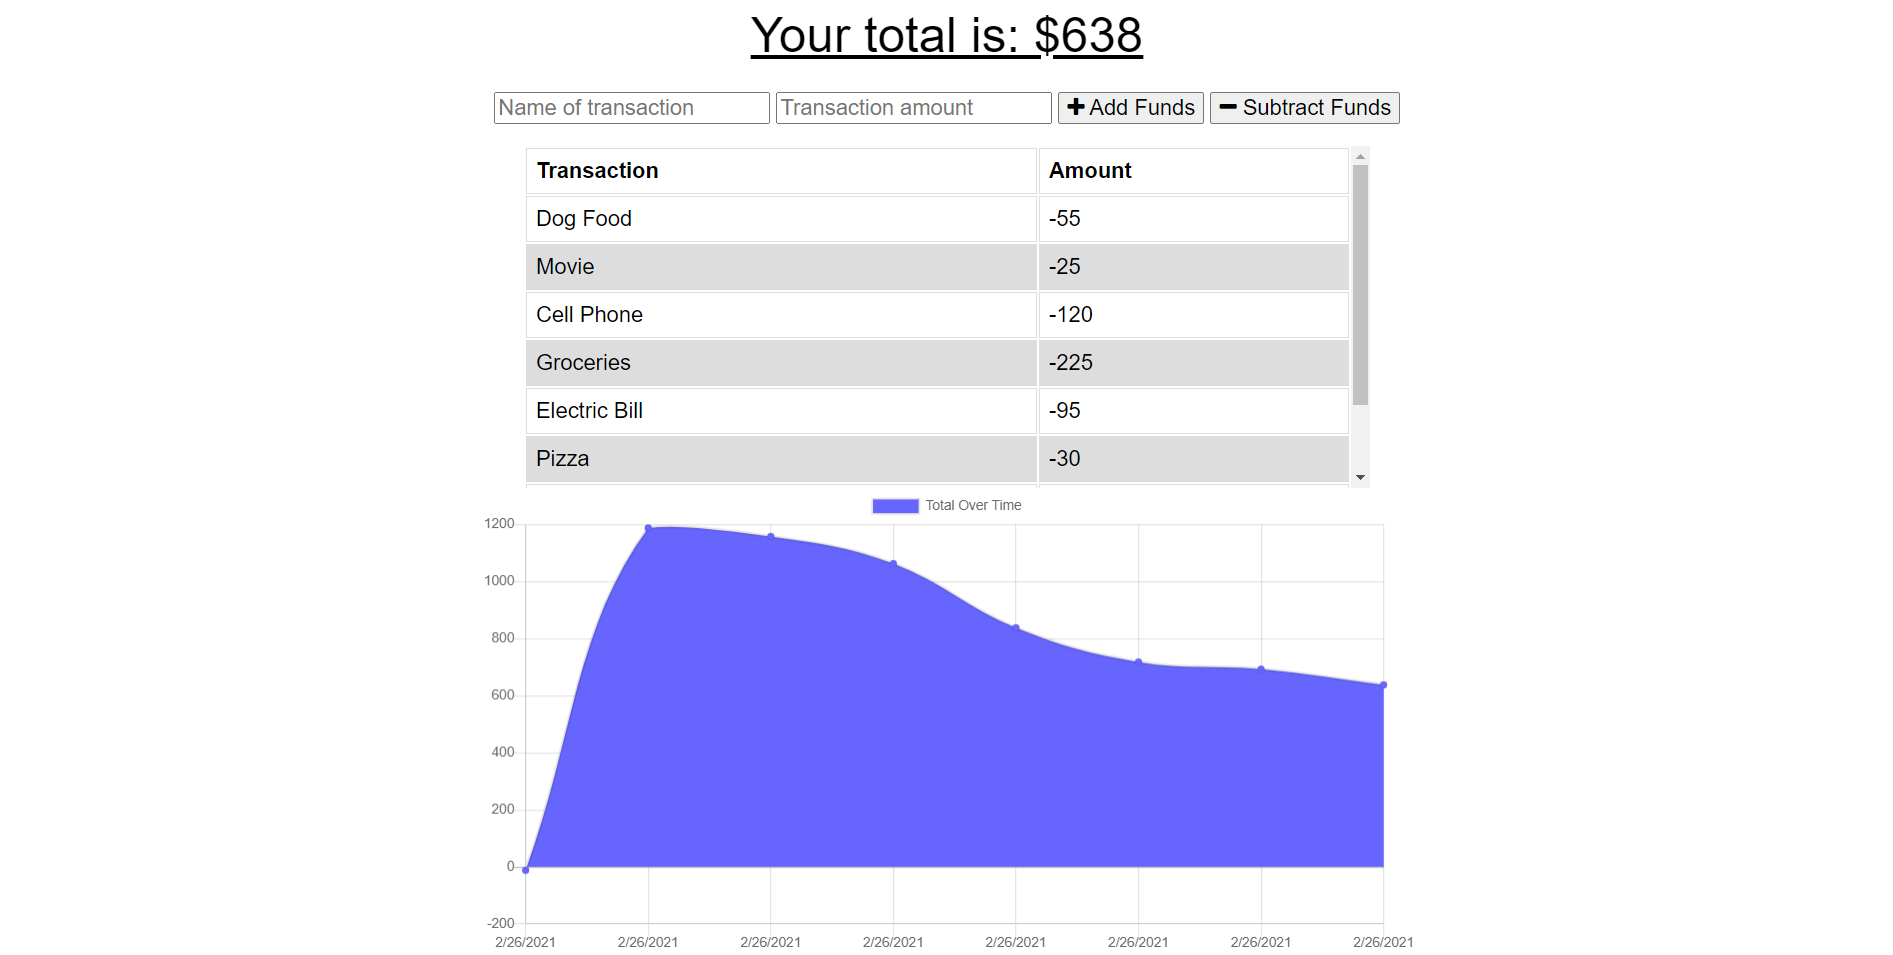 Your total is: $638
Name of transaction Transaction amount Add Funds Subtract Funds
Transaction Amount
Dog Food -55
Movie -25
Cell Phone -120
Groceries -225
Electric Bill -95
Pizza -30
Total Over Time
1200
1000
800
600
400
200
0
-200
2/26/2021 2/26/2021 2/26/2021 2/26/2021 2/26/2021 2/26/2021 2/26/2021 2/26/2021